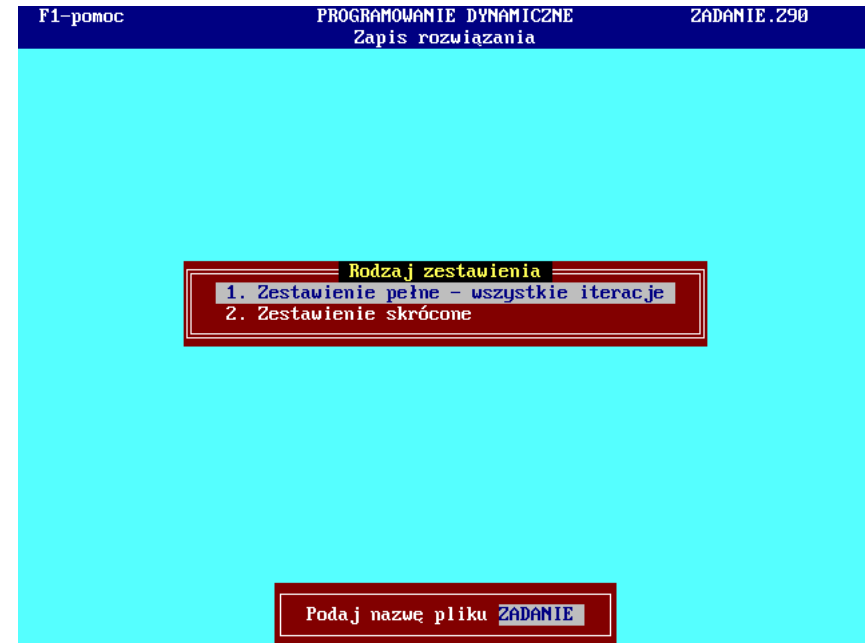 F1-pomoc PROGRAMOWANIE DYNAMICZNE ZADANIE.Z90
Zapis rozwiązania
Rodzaj zestawienia
1. Zestawienie pełne - wszystkie iteracje
2. Zestawienie skrócone
Podaj nazwę pliku ZADANIE